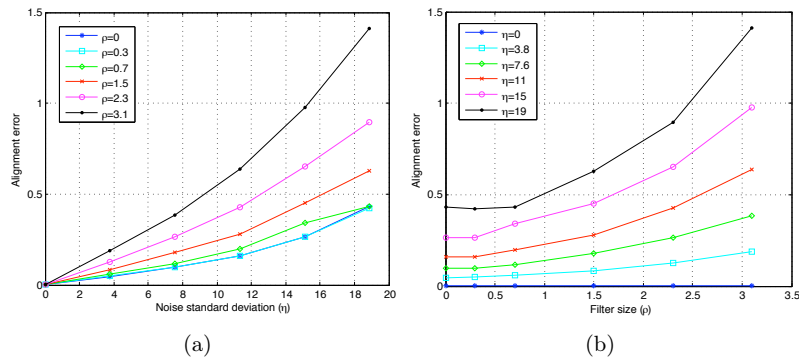 1.5
1
0.5
0
Alignment error
ρ=0
ρ=0.3
ρ=0.7
ρ=1.5
ρ=2.3
ρ=3.1
0 2 4 6 8 10 12 14 16 18 20
Noise standard deviation (η)
(a)
1.5
1
0.5
0
Alignment error
η=0
η=3.8
η=7.6
η=11
η=15
η=19
0 0.5 1 1.5 2 2.5 3 3.5
Filter size (ρ)
(b)